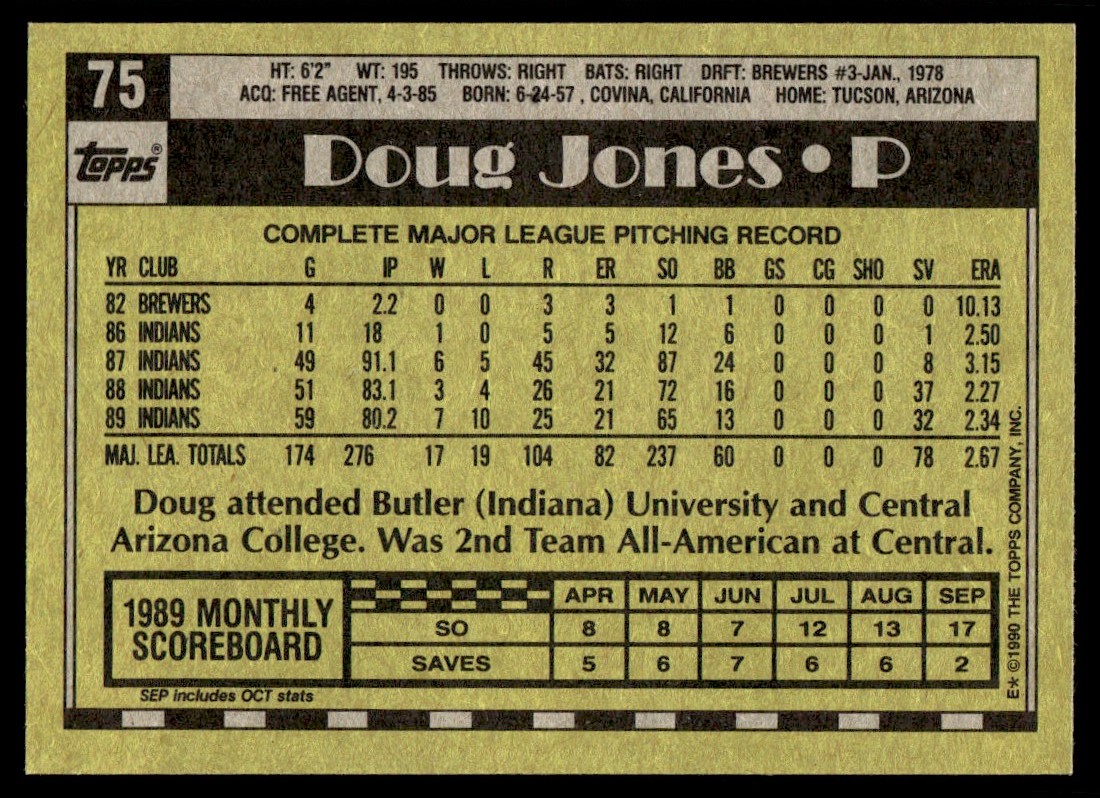 75
HT: 6'2" WT: 195 THROWS: RIGHT BATS: RIGHT DRFT: BREWERS #3-JAN., 1978
ACQ: FREE AGENT, 4-3-85 BORN: 6-24-57 , COVINA, CALIFORNIA HOME: TUCSON, ARIZONA
topps®
Doug Jones • P
COMPLETE MAJOR LEAGUE PITCHING RECORD
YR CLUB G IP W L R ER SO BB GS CG SHO SV ERA
82 BREWERS 4 2.2 0 0 3 3 1 1 0 0 0 0 10.13
86 INDIANS 11 18 1 0 5 5 12 6 0 0 0 1 2.50
87 INDIANS 49 91.1 6 5 45 32 87 24 0 0 0 8 3.15
88 INDIANS 51 83.1 3 4 26 21 72 16 0 0 0 37 2.27
89 INDIANS 59 80.2 7 10 25 21 65 13 0 0 0 32 2.34
MAJ. LEA. TOTALS 174 276 17 19 104 82 237 60 0 0 0 78 2.67
Doug attended Butler (Indiana) University and Central
Arizona College. Was 2nd Team All-American at Central.
1989 MONTHLY
SCOREBOARD
APR MAY JUN JUL AUG SEP
SO 8 8 7 12 13 17
SAVES 5 6 7 6 6 2
SEP includes OCT stats
E* ©1990 THE TOPPS COMPANY, INC.